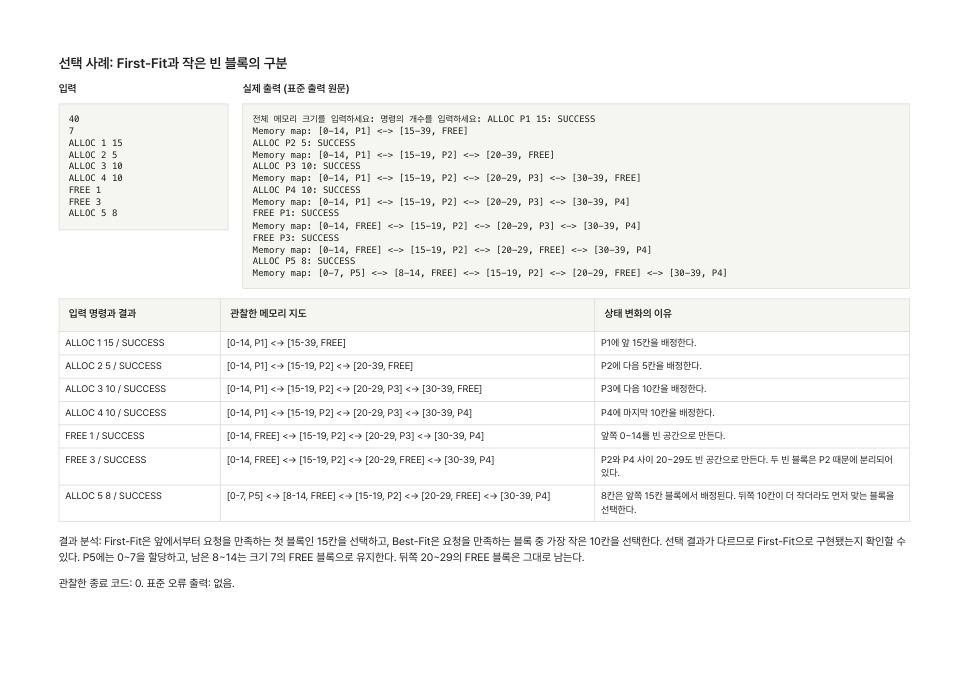 선택 사례: First-Fit과 작은 빈 블록의 구분
입력
실제 출력 (표준 출력 원문)
40
7
ALLOC 1 15
ALLOC 2 5
ALLOC 3 10
ALLOC 4 10
FREE 1
FREE 3
ALLOC 5 8
전체 메모리 크기를 입력하세요: 명령의 개수를 입력하세요: ALLOC P1 15: SUCCESS
Memory map: [0-14, P1] <-> [15-39, FREE]
ALLOC P2 5: SUCCESS
Memory map: [0-14, P1] <-> [15-19, P2] <-> [20-39, FREE]
ALLOC P3 10: SUCCESS
Memory map: [0-14, P1] <-> [15-19, P2] <-> [20-29, P3] <-> [30-39, FREE]
ALLOC P4 10: SUCCESS
Memory map: [0-14, P1] <-> [15-19, P2] <-> [20-29, P3] <-> [30-39, P4]
FREE P1: SUCCESS
Memory map: [0-14, FREE] <-> [15-19, P2] <-> [20-29, P3] <-> [30-39, P4]
FREE P3: SUCCESS
Memory map: [0-14, FREE] <-> [15-19, P2] <-> [20-29, FREE] <-> [30-39, P4]
ALLOC P5 8: SUCCESS
Memory map: [0-7, P5] <-> [8-14, FREE] <-> [15-19, P2] <-> [20-29, FREE] <-> [30-39, P4]
입력 명령과 결과 관찰한 메모리 지도 상태 변화의 이유
ALLOC 1 15 / SUCCESS [0-14, P1] <-> [15-39, FREE] P1에 앞 15칸을 배정한다.
ALLOC 2 5 / SUCCESS [0-14, P1] <-> [15-19, P2] <-> [20-39, FREE] P2에 다음 5칸을 배정한다.
ALLOC 3 10 / SUCCESS [0-14, P1] <-> [15-19, P2] <-> [20-29, P3] <-> [30-39, FREE] P3에 다음 10칸을 배정한다.
ALLOC 4 10 / SUCCESS [0-14, P1] <-> [15-19, P2] <-> [20-29, P3] <-> [30-39, P4] P4에 마지막 10칸을 배정한다.
FREE 1 / SUCCESS [0-14, FREE] <-> [15-19, P2] <-> [20-29, P3] <-> [30-39, P4] 앞쪽 0~14를 빈 공간으로 만든다.
FREE 3 / SUCCESS [0-14, FREE] <-> [15-19, P2] <-> [20-29, FREE] <-> [30-39, P4] P2와 P4 사이 20~29도 빈 공간으로 만든다. 두 빈 블록은 P2 때문에 분리되어
있다.
ALLOC 5 8 / SUCCESS [0-7, P5] <-> [8-14, FREE] <-> [15-19, P2] <-> [20-29, FREE] <-> [30-39, P4] 8칸은 앞쪽 15칸 블록에서 배정된다. 뒤쪽 10칸이 더 작더라도 먼저 맞는 블록을
선택한다.
결과 분석: First-Fit은 앞에서부터 요청을 만족하는 첫 블록인 15칸을 선택하고, Best-Fit은 요청을 만족하는 블록 중 가장 작은 10칸을 선택한다. 선택 결과가 다르므로 First-Fit으로 구현됐는지 확인할 수
있다. P5에는 0~7을 할당하고, 남은 8~14는 크기 7의 FREE 블록으로 유지한다. 뒤쪽 20~29의 FREE 블록은 그대로 남는다.
관찰한 종료 코드: 0. 표준 오류 출력: 없음.